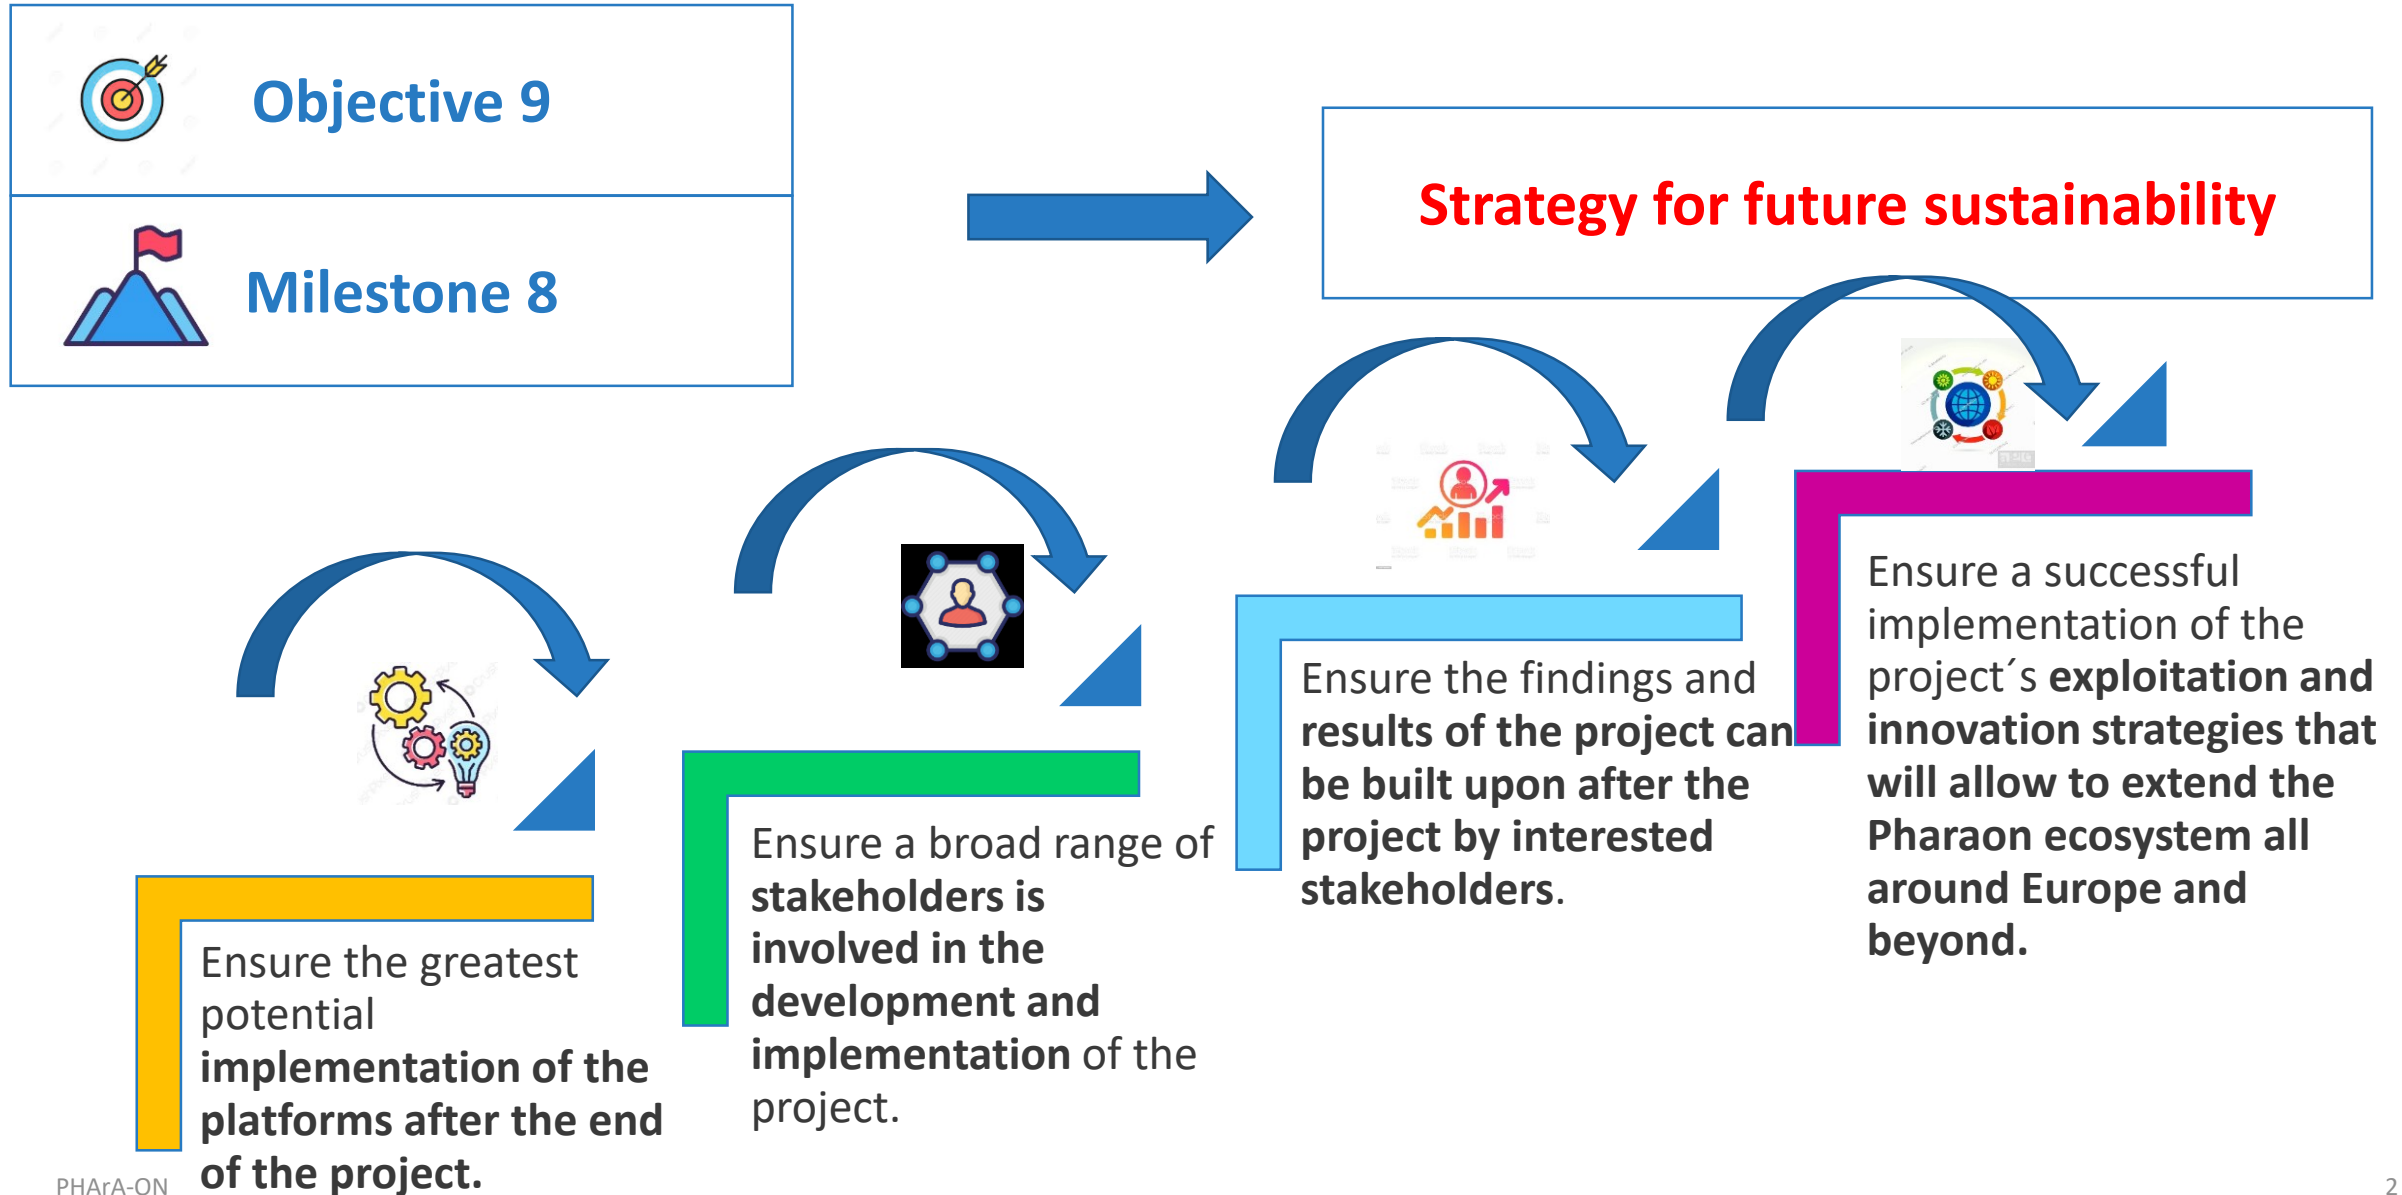 Objective 9
Milestone 8
Strategy for future sustainability
Ensure the greatest
potential
implementation of the
platforms after the end
of the project.
Ensure a broad range of
stakeholders is
involved in the
development and
implementation of the
project.
Ensure the findings and
results of the project can
be built upon after the
project by interested
stakeholders.
Ensure a successful
implementation of the
project´s exploitation and
innovation strategies that
will allow to extend the
Pharaon ecosystem all
around Europe and
beyond.
PHArA-ON
2